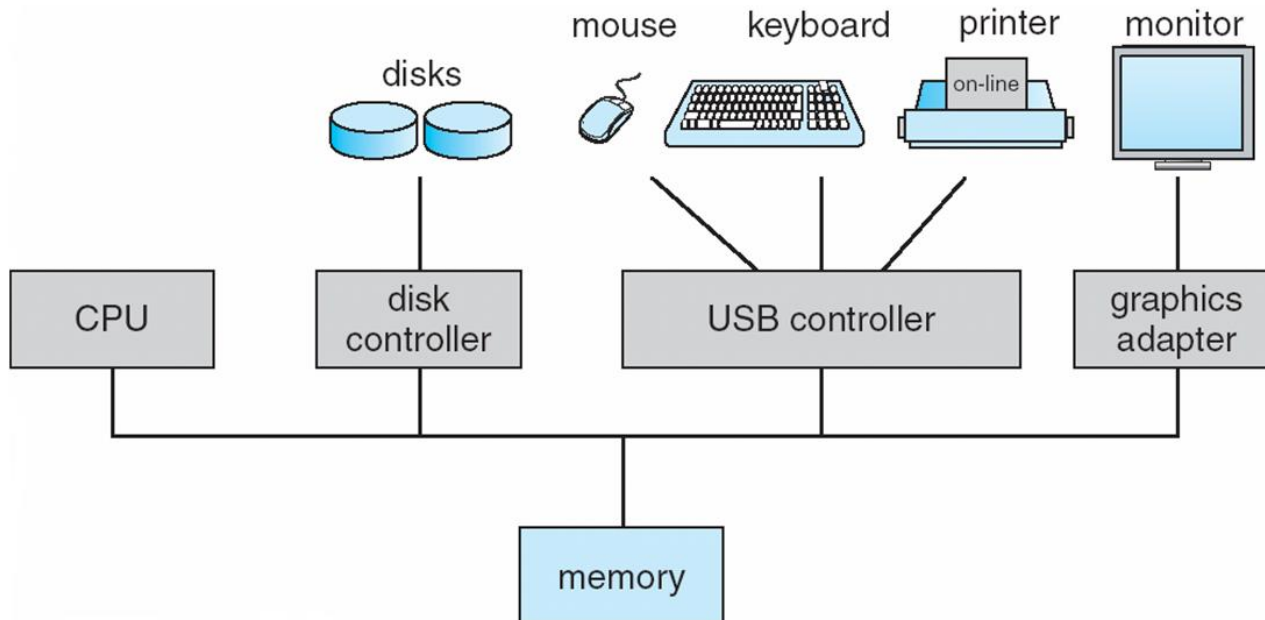 mouse
keyboard
printer
monitor
disks
on-line
CPU
disk
controller
USB controller
graphics
adapter
memory